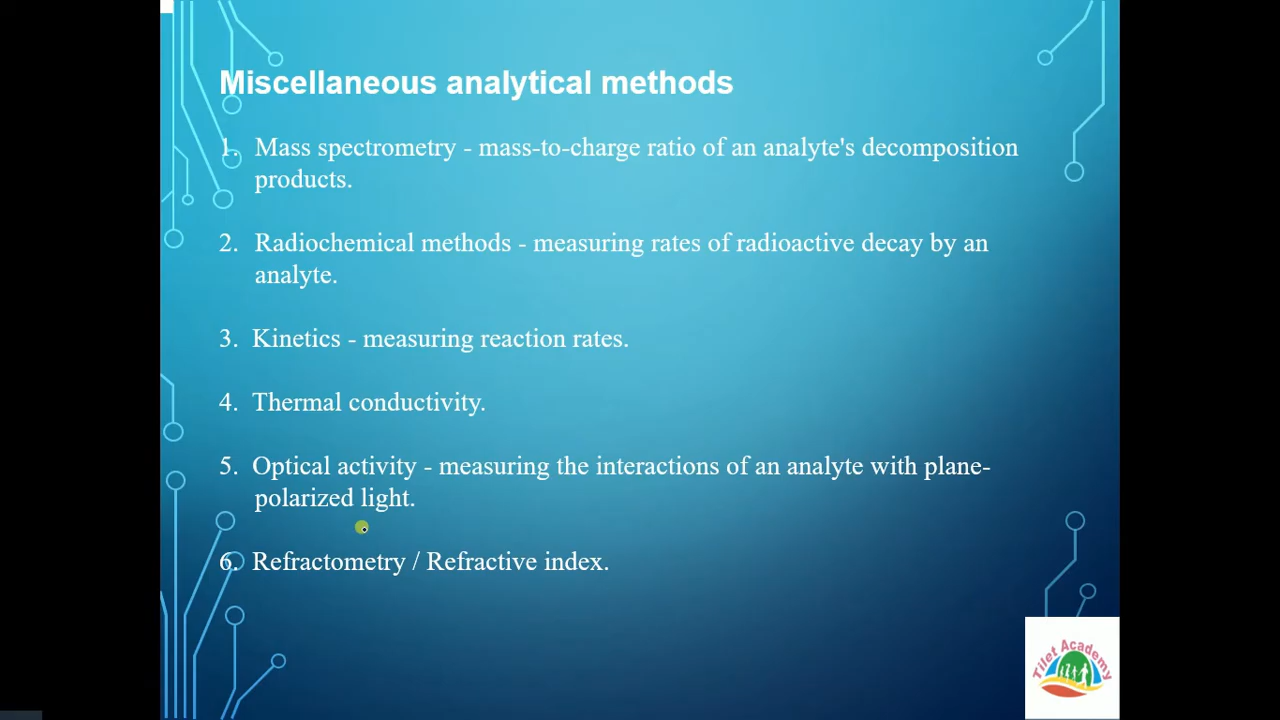 Miscellaneous analytical methods
1. Mass spectrometry - mass-to-charge ratio of an analyte's decomposition
products.
2. Radiochemical methods - measuring rates of radioactive decay by an
analyte.
3. Kinetics - measuring reaction rates.
4. Thermal conductivity.
5. Optical activity - measuring the interactions of an analyte with plane-
polarized light.
6. Refractometry / Refractive index.
Tilet Academy